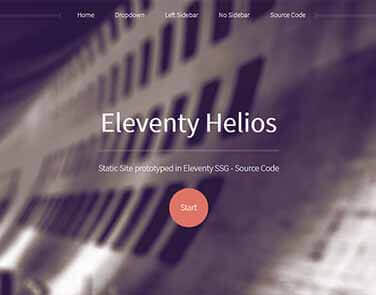 Home Dropdown Left Sidebar No Sidebar Source Code
Eleventy Helios
Static Site prototyped in Eleventy SSG - Source Code
Start